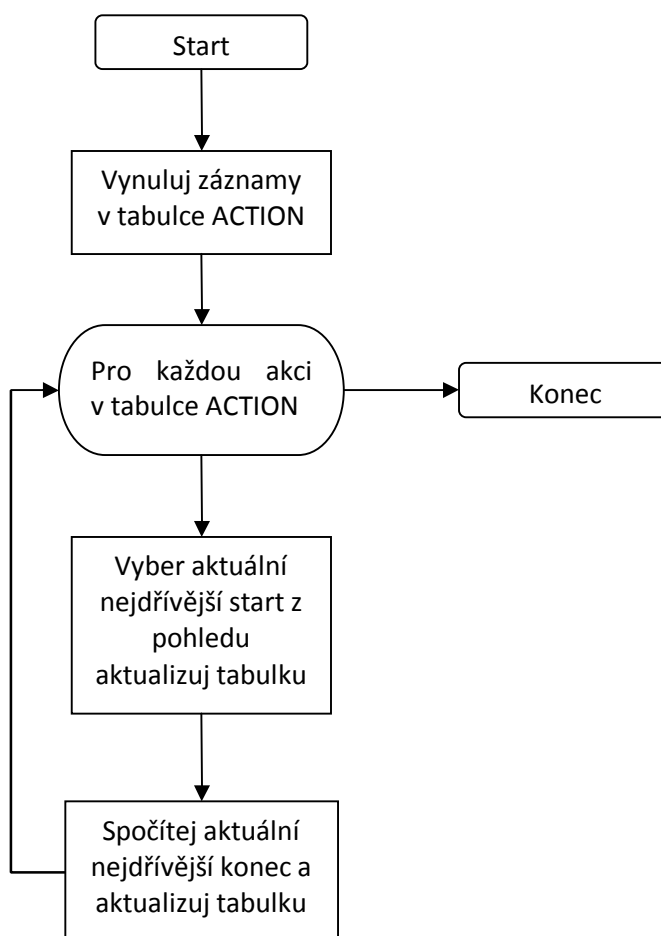 Start
Vynuluj záznamy
v tabulce ACTION
Pro každou akci
v tabulce ACTION
Konec
Vyber aktuální
nejdřívější start z
pohledu
aktualizuj tabulku
Spočítej aktuální
nejdřívější konec a
aktualizuj tabulku